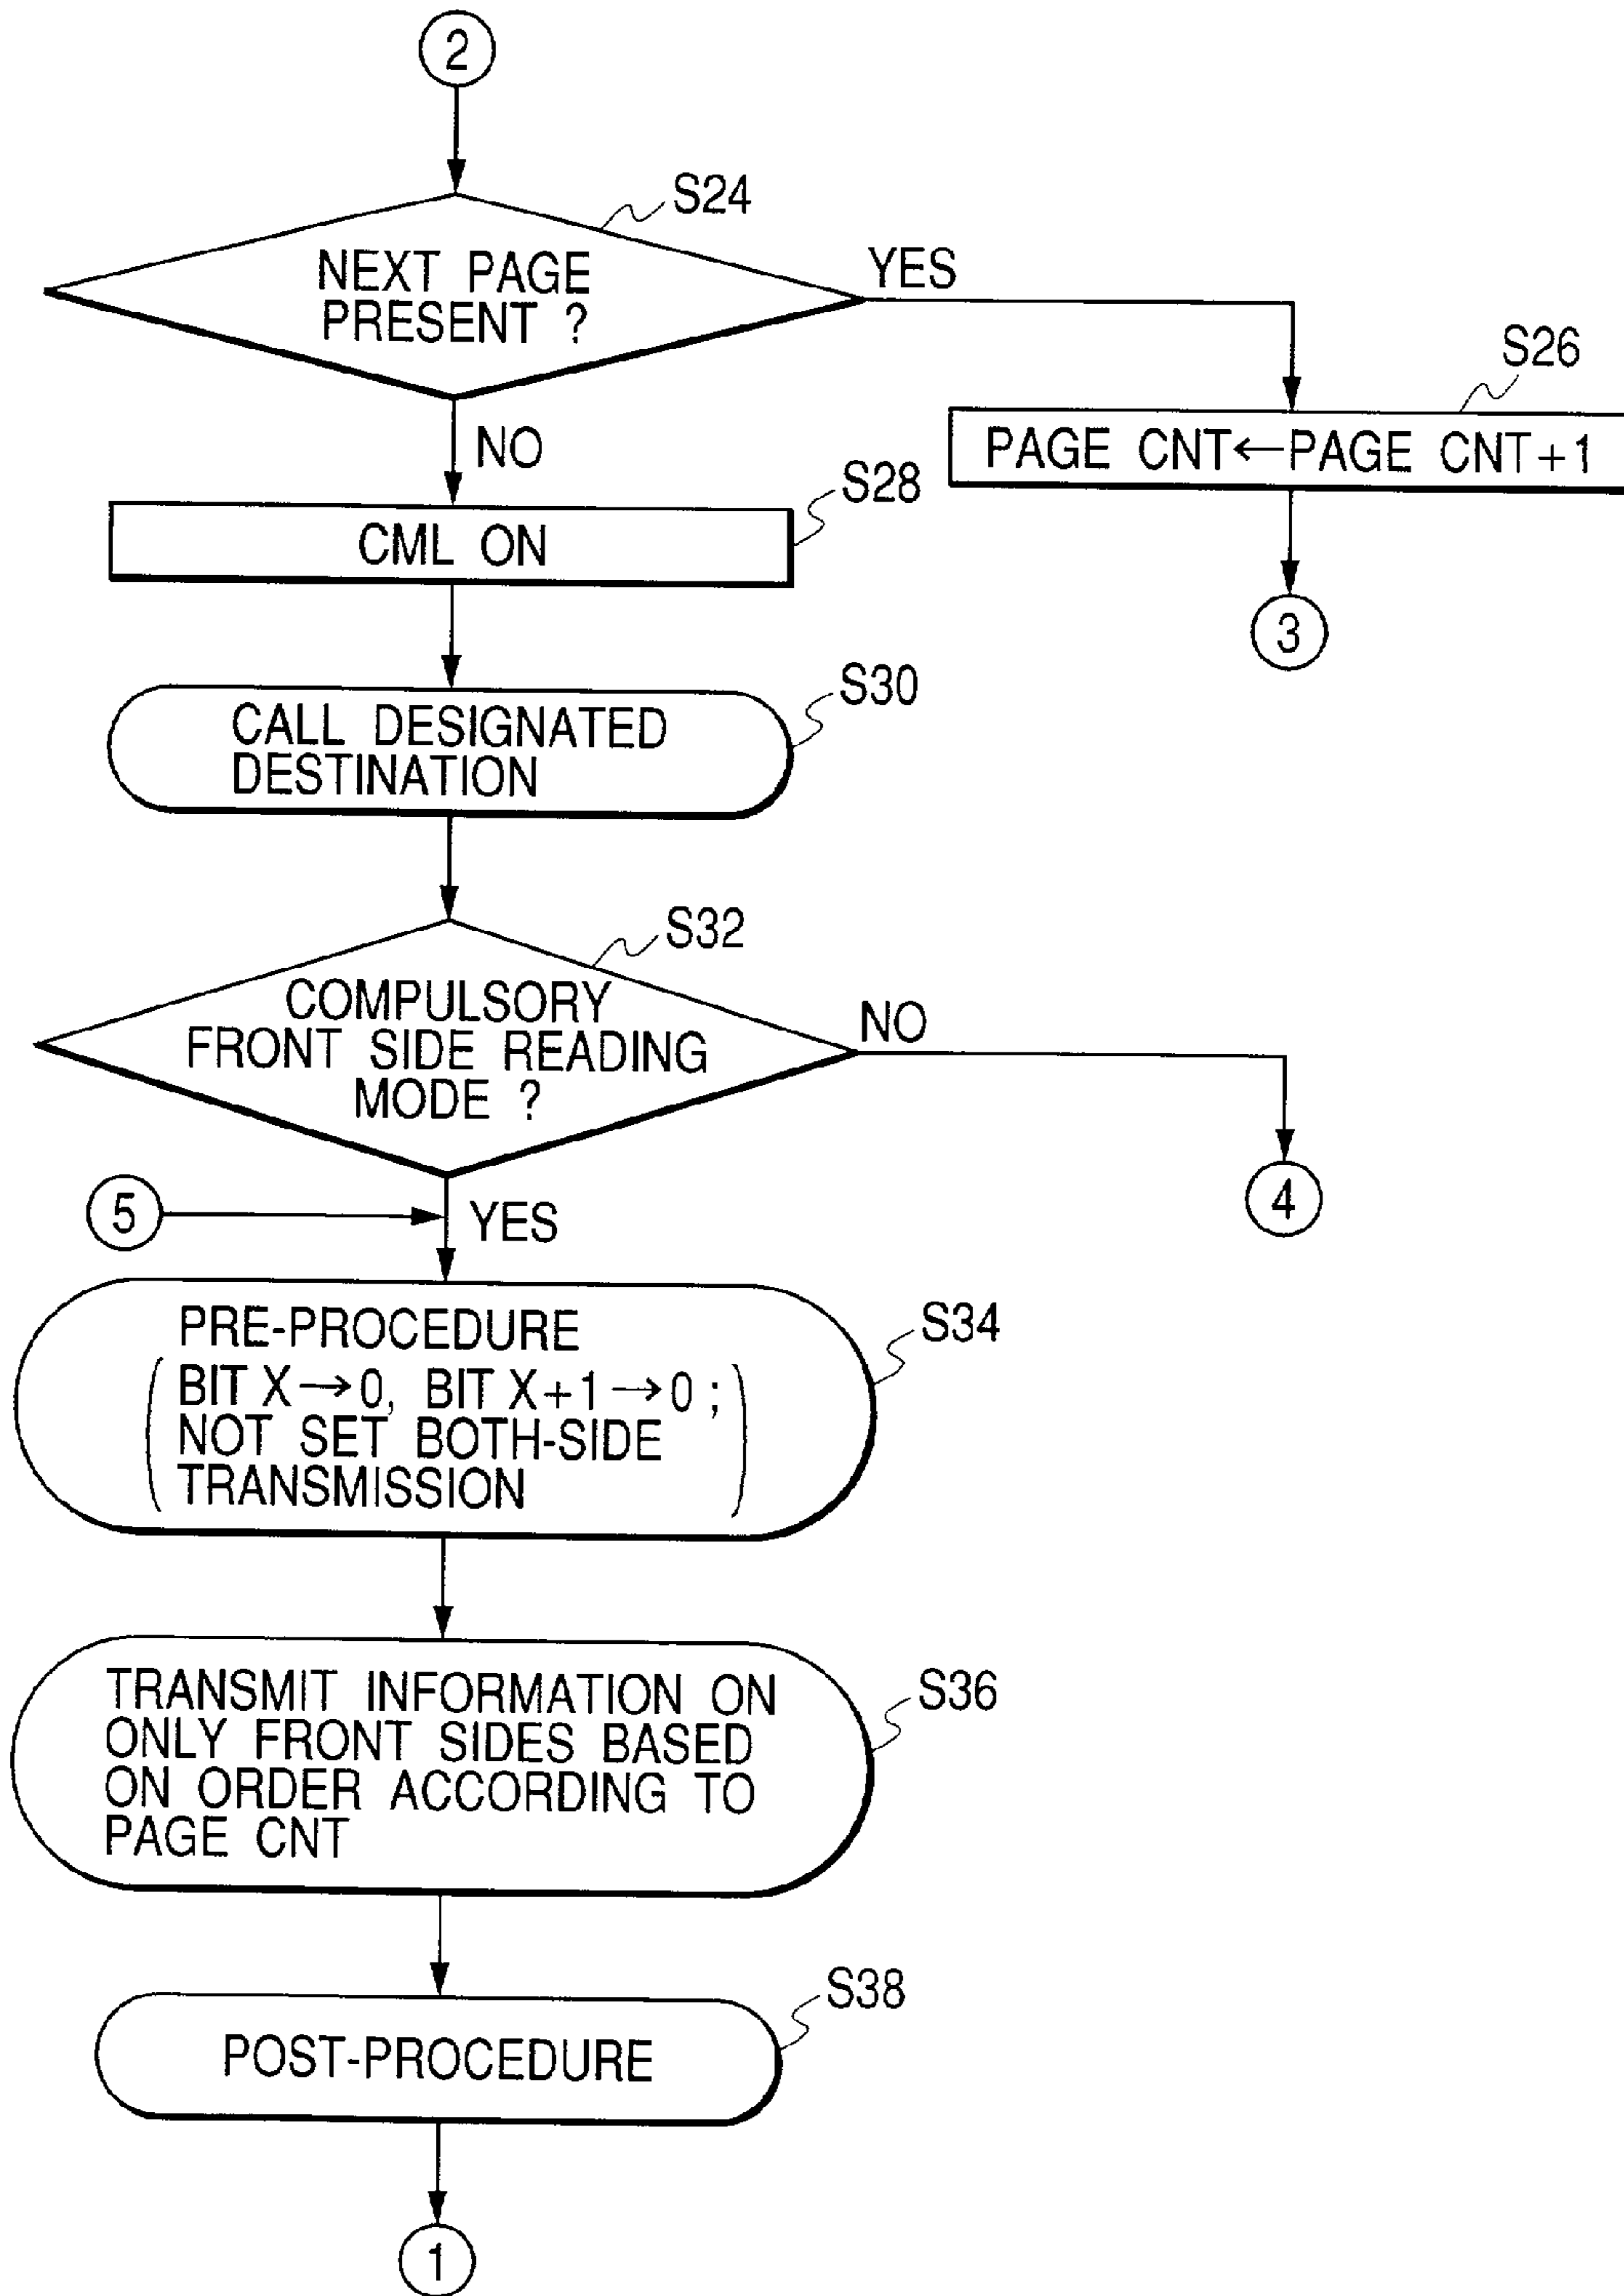 2
S24
NEXT PAGE
PRESENT ?
YES
NO
S26
PAGE CNT←PAGE CNT+1
3
S28
CML ON
S30
CALL DESIGNATED
DESTINATION
S32
COMPULSORY
FRONT SIDE READING
MODE ?
NO
4
5
YES
S34
PRE-PROCEDURE
( BIT X→0, BIT X+1→0 ;
NOT SET BOTH-SIDE
TRANSMISSION )
S36
TRANSMIT INFORMATION ON
ONLY FRONT SIDES BASED
ON ORDER ACCORDING TO
PAGE CNT
S38
POST-PROCEDURE
1